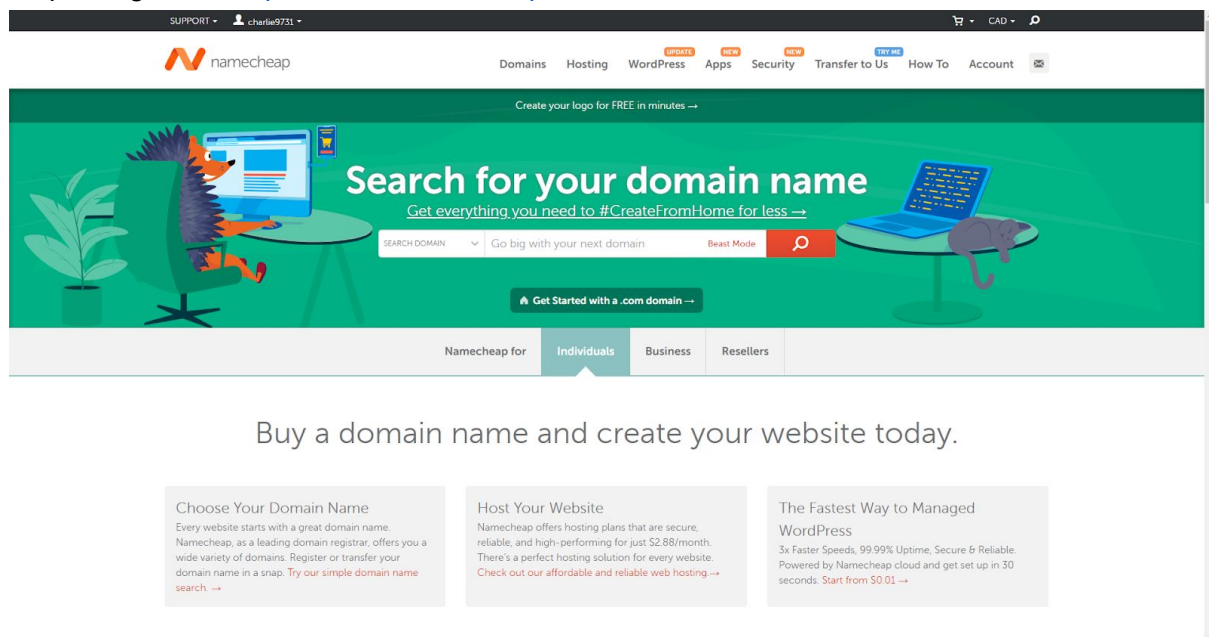 SUPPORT charlie9731 CAD
namecheap
UPDATE NEW NEW TRY ME
Domains Hosting WordPress Apps Security Transfer to Us How To Account
Create your logo for FREE in minutes →
Search for your domain name
Get everything you need to #CreateFromHome for less →
SEARCH DOMAIN Go big with your next domain Beast Mode
Get Started with a .com domain →
Namecheap for Individuals Business Resellers
Buy a domain name and create your website today.
Choose Your Domain Name
Every website starts with a great domain name.
Namecheap, as a leading domain registrar, offers you a
wide variety of domains. Register or transfer your
domain name in a snap. Try our simple domain name
search. →
Host Your Website
Namecheap offers hosting plans that are secure,
reliable, and high-performing for just $2.88/month.
There's a perfect hosting solution for every website.
Check out our affordable and reliable web hosting.→
The Fastest Way to Managed
WordPress
3x Faster Speeds, 99.99% Uptime, Secure & Reliable.
Powered by Namecheap cloud and get set up in 30
seconds. Start from $0.01 →